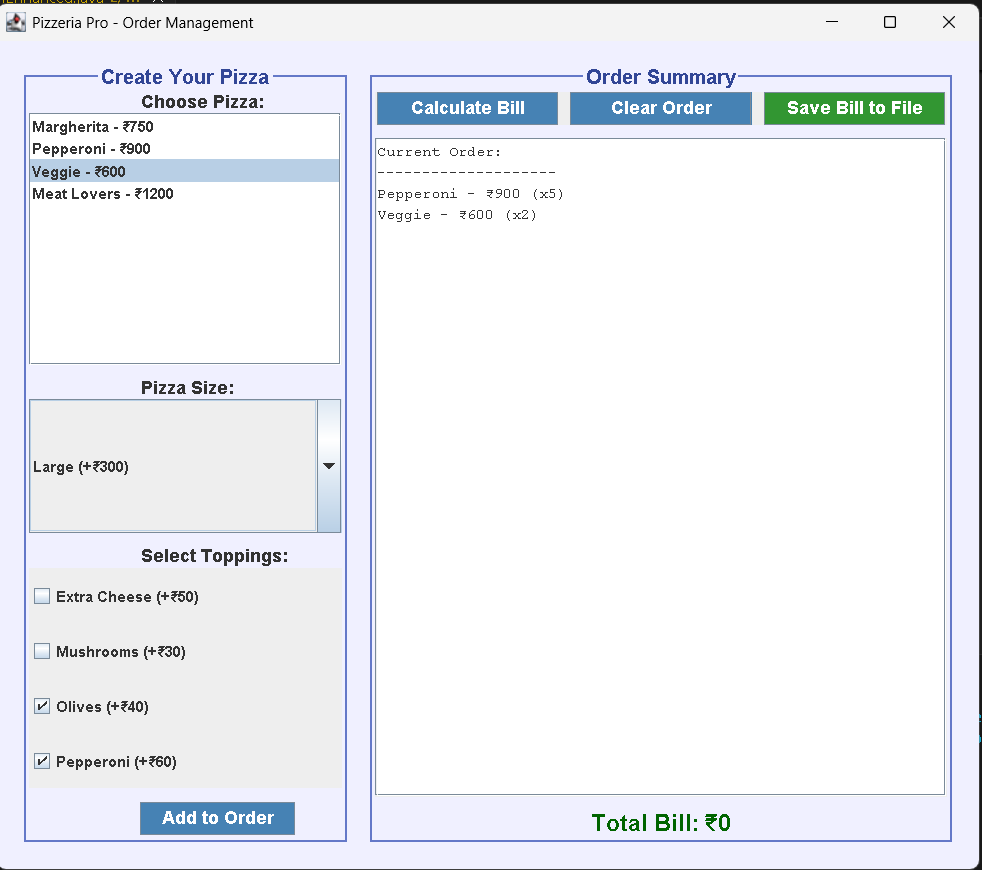 Pizzeria Pro - Order Management
Create Your Pizza
Choose Pizza:
Margherita - ₹750
Pepperoni - ₹900
Veggie - ₹600
Meat Lovers - ₹1200
Pizza Size:
Large (+₹300)
Select Toppings:
Extra Cheese (+₹50)
Mushrooms (+₹30)
Olives (+₹40)
Pepperoni (+₹60)
Add to Order
Order Summary
Calculate Bill
Clear Order
Save Bill to File
Current Order:
--------------------
Pepperoni - ₹900 (x5)
Veggie - ₹600 (x2)
Total Bill: ₹0